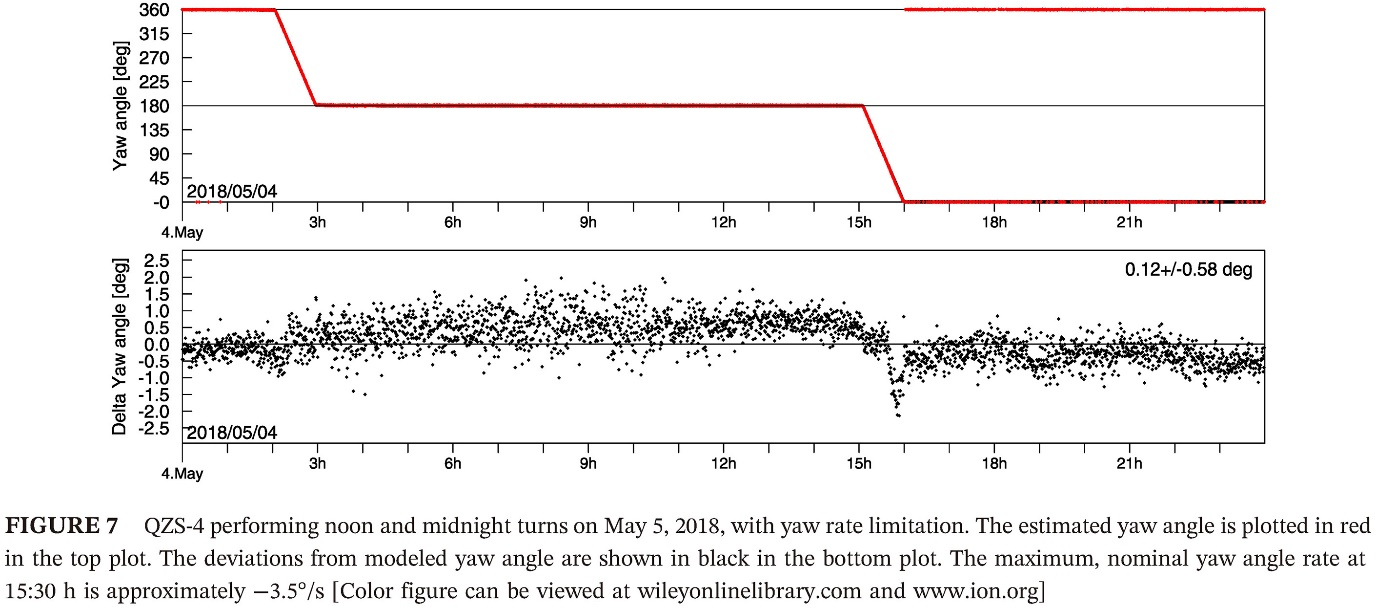 360
315
270
225
180
135
90
45
-0
Yaw angle [deg]
2018/05/04
3h 6h 9h 12h 15h 18h 21h
4.May
2.5
2.0
1.5
1.0
0.5
0.0
-0.5
-1.0
-1.5
-2.0
-2.5
Delta Yaw angle [deg]
0.12+/-0.58 deg
2018/05/04
3h 6h 9h 12h 15h 18h 21h
4.May
FIGURE 7 QZS-4 performing noon and midnight turns on May 5, 2018, with yaw rate limitation. The estimated yaw angle is plotted in red
in the top plot. The deviations from modeled yaw angle are shown in black in the bottom plot. The maximum, nominal yaw angle rate at
15:30 h is approximately −3.5°/s [Color figure can be viewed at wileyonlinelibrary.com and www.ion.org]